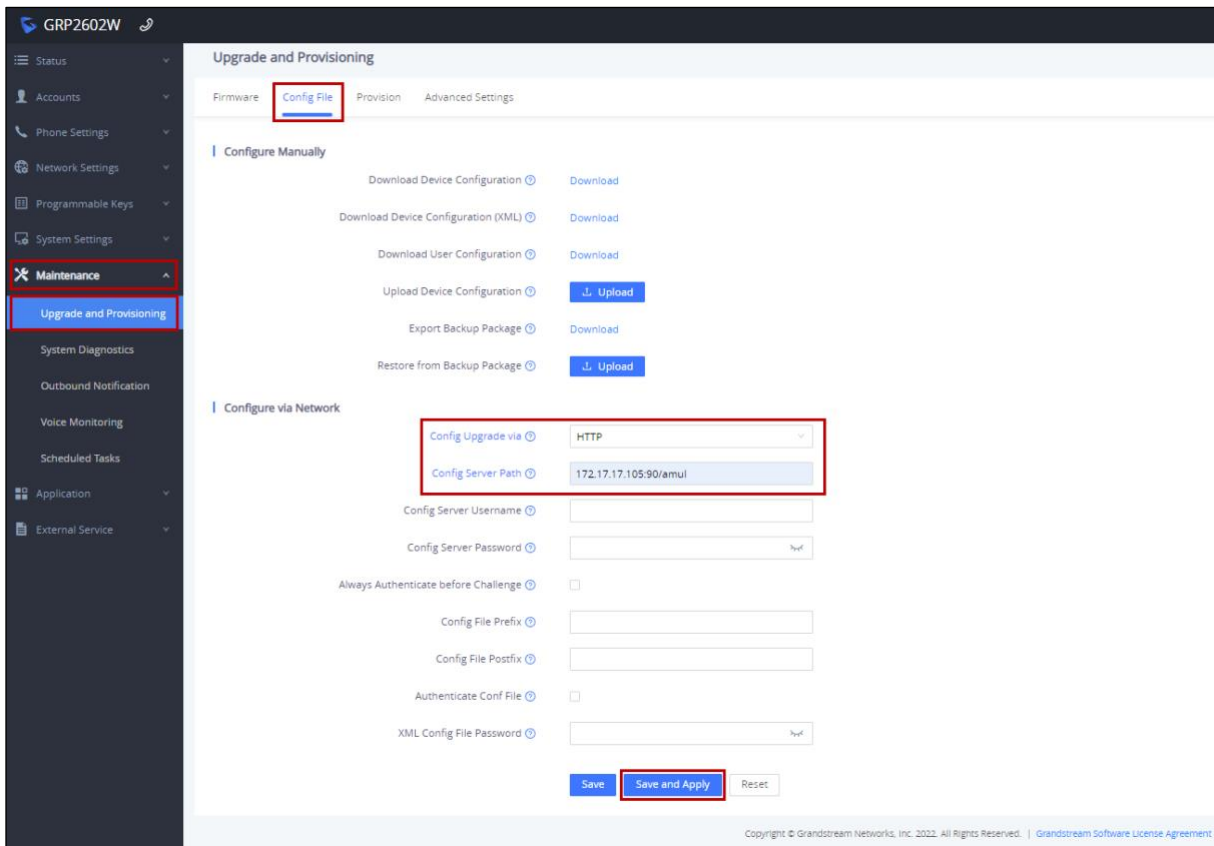 GRP2602W
Status
Accounts
Phone Settings
Network Settings
Programmable Keys
System Settings
Maintenance
Upgrade and Provisioning
System Diagnostics
Outbound Notification
Voice Monitoring
Scheduled Tasks
Application
External Service
Upgrade and Provisioning
Firmware Config File Provision Advanced Settings
Configure Manually
Download Device Configuration Download
Download Device Configuration (XML) Download
Download User Configuration Download
Upload Device Configuration Upload
Export Backup Package Download
Restore from Backup Package Upload
Configure via Network
Config Upgrade via HTTP
Config Server Path 172.17.17.105:90/amul
Config Server Username
Config Server Password
Always Authenticate before Challenge
Config File Prefix
Config File Postfix
Authenticate Conf File
XML Config File Password
Save Save and Apply Reset
Copyright © Grandstream Networks, Inc. 2022. All Rights Reserved. | Grandstream Software License Agreement